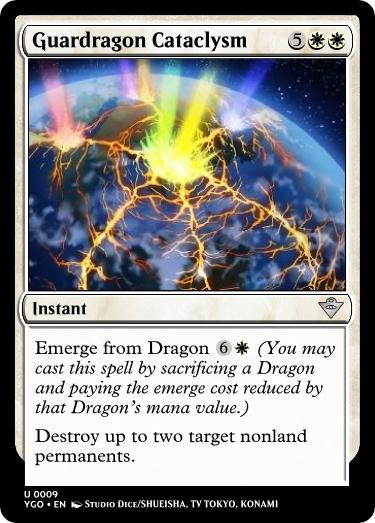 Guardragon Cataclysm 5
Instant
Emerge from Dragon 6 (You may
cast this spell by sacrificing a Dragon
and paying the emerge cost reduced by
that Dragon's mana value.)
Destroy up to two target nonland
permanents.
U 0009
YGO • EN Studio Dice/SHUEISHA, TV TOKYO, KONAMI